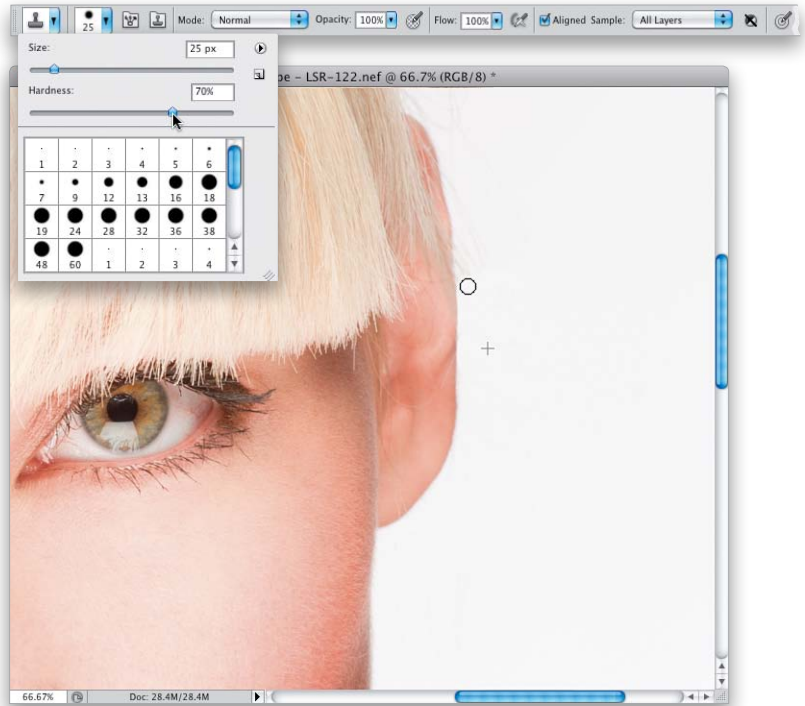 25
Mode: Normal Opacity: 100% Flow: 100% Aligned Sample: All Layers
Size: 25 px
Hardness: 70%
1 2 3 4 5 6
7 9 12 13 16 18
19 24 28 32 36 38
48 60 1 2 3 4
pe – LSR-122.nef @ 66.7% (RGB/8) *
66.67% Doc: 28.4M/28.4M